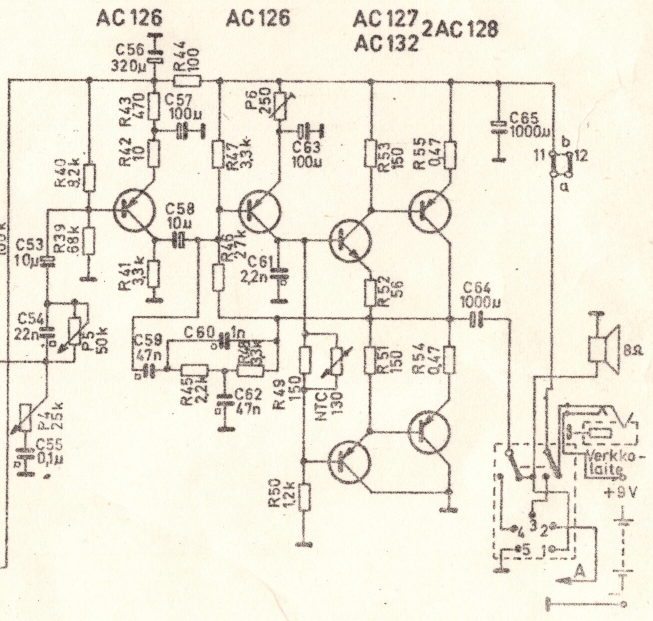 AC126 AC126 AC127 2AC128
AC132
C56
320µ
R44
100
R43
470
C57
100µ
P6
250
R42
10
R47
3,3k
C63
100µ
R53
150
R55
0,47
C65
1000µ
b
11 12
a
R40
8,2k
C58
10µ
R39
68k
C53
10µ
R46
2,7k
R41
3,3k
C61
2,2n
R52
56
C64
1000µ
C54
22n
P5
50k
C59
47n
C60 1n
R48
3,3k
R45
2,2k
C62
47n
R49
150
NTC
130
R51
150
R54
0,47
8Ω
P4
25k
C55
0,1µ
R50
1,2k
Verkko-
laite
+9V
3
4 2
5 1
A